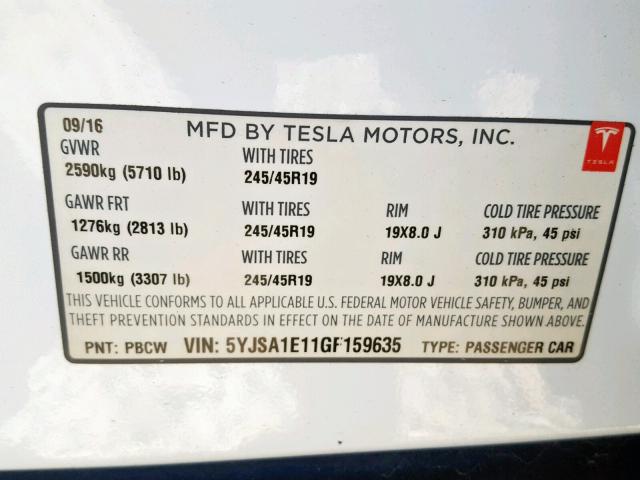 09/16 MFD BY TESLA MOTORS, INC.
TESLA
GVWR WITH TIRES
2590kg (5710 lb) 245/45R19
GAWR FRT WITH TIRES RIM COLD TIRE PRESSURE
1276kg (2813 lb) 245/45R19 19X8.0 J 310 kPa, 45 psi
GAWR RR WITH TIRES RIM COLD TIRE PRESSURE
1500kg (3307 lb) 245/45R19 19X8.0 J 310 kPa, 45 psi
THIS VEHICLE CONFORMS TO ALL APPLICABLE U.S. FEDERAL MOTOR VEHICLE SAFETY, BUMPER, AND
THEFT PREVENTION STANDARDS IN EFFECT ON THE DATE OF MANUFACTURE SHOWN ABOVE.
PNT: PBCW VIN: 5YJSA1E11GF159635 TYPE: PASSENGER CAR